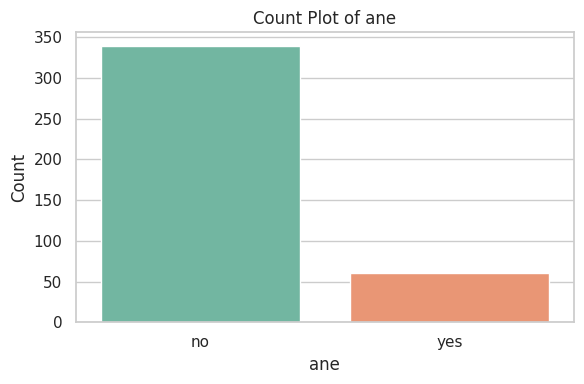 Count Plot of ane
350
300
250
200
150
100
50
0
Count
no
yes
ane